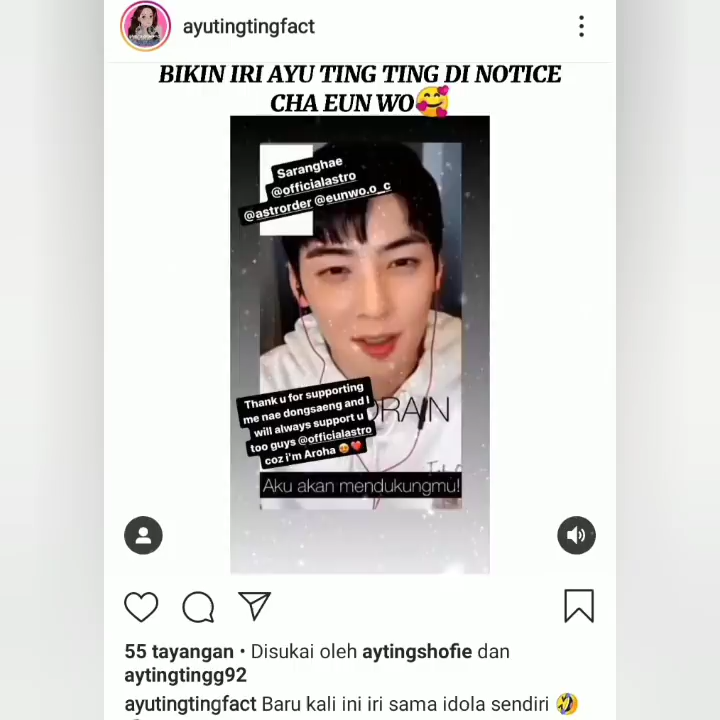 ayutingtingfact
BIKIN IRI AYU TING TING DI NOTICE
CHA EUN WO🥰
Saranghae
@officialastro
@astrorder @eunwo.o_c
Thank u for supporting
me nae dongsaeng and I
will always support u
too guys @officialastro
coz i'm Aroha 🥹❤️
Aku akan mendukungmu!
55 tayangan • Disukai oleh aytingshofie dan
aytingtingg92
ayutingtingfact Baru kali ini iri sama idola sendiri 🤣